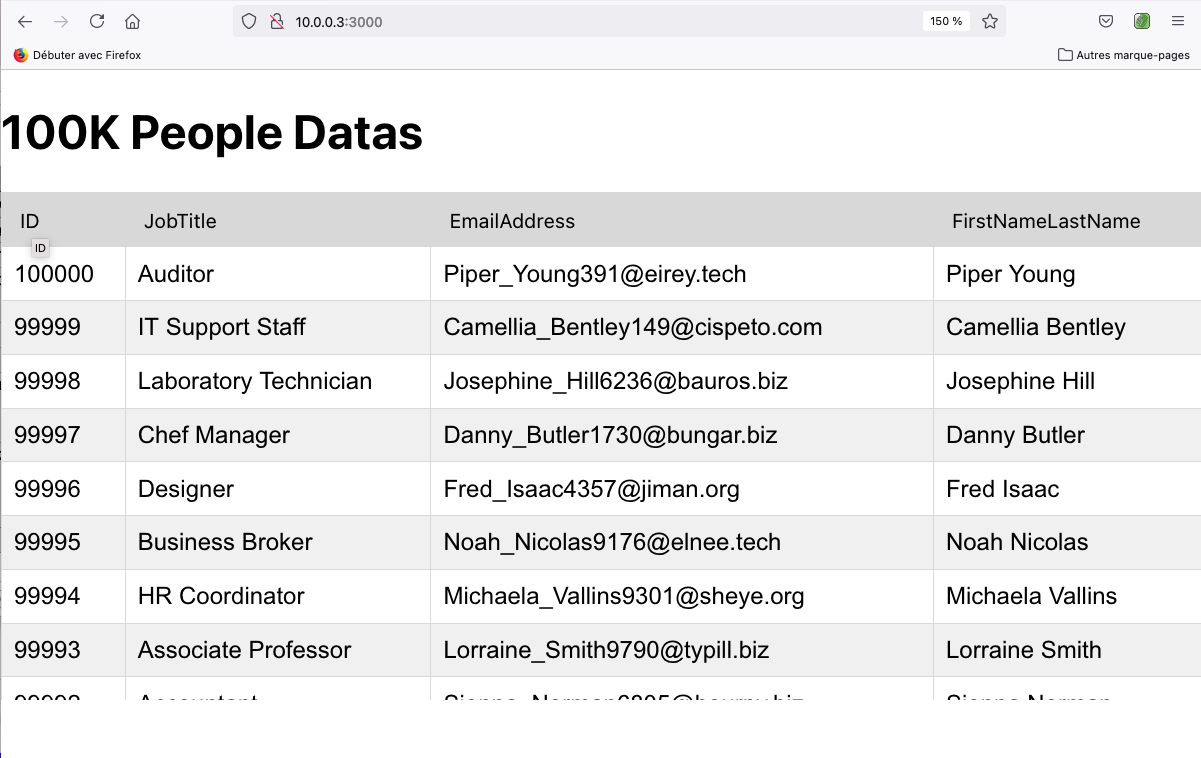 10.0.0.3:3000 150 %
Débuter avec Firefox Autres marque-pages
100K People Datas
ID JobTitle EmailAddress FirstNameLastName
ID
100000 Auditor Piper_Young391@eirey.tech Piper Young
99999 IT Support Staff Camellia_Bentley149@cispeto.com Camellia Bentley
99998 Laboratory Technician Josephine_Hill6236@bauros.biz Josephine Hill
99997 Chef Manager Danny_Butler1730@bungar.biz Danny Butler
99996 Designer Fred_Isaac4357@jiman.org Fred Isaac
99995 Business Broker Noah_Nicolas9176@elnee.tech Noah Nicolas
99994 HR Coordinator Michaela_Vallins9301@sheye.org Michaela Vallins
99993 Associate Professor Lorraine_Smith9790@typill.biz Lorraine Smith